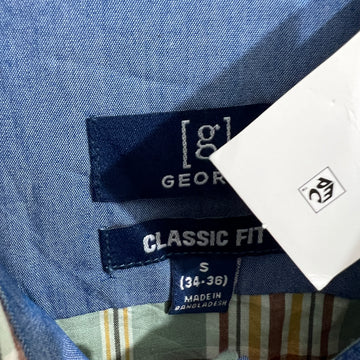 [g]
GEOR
CLASSIC FIT
S
(34-36)
MADE IN
BANGLADESH